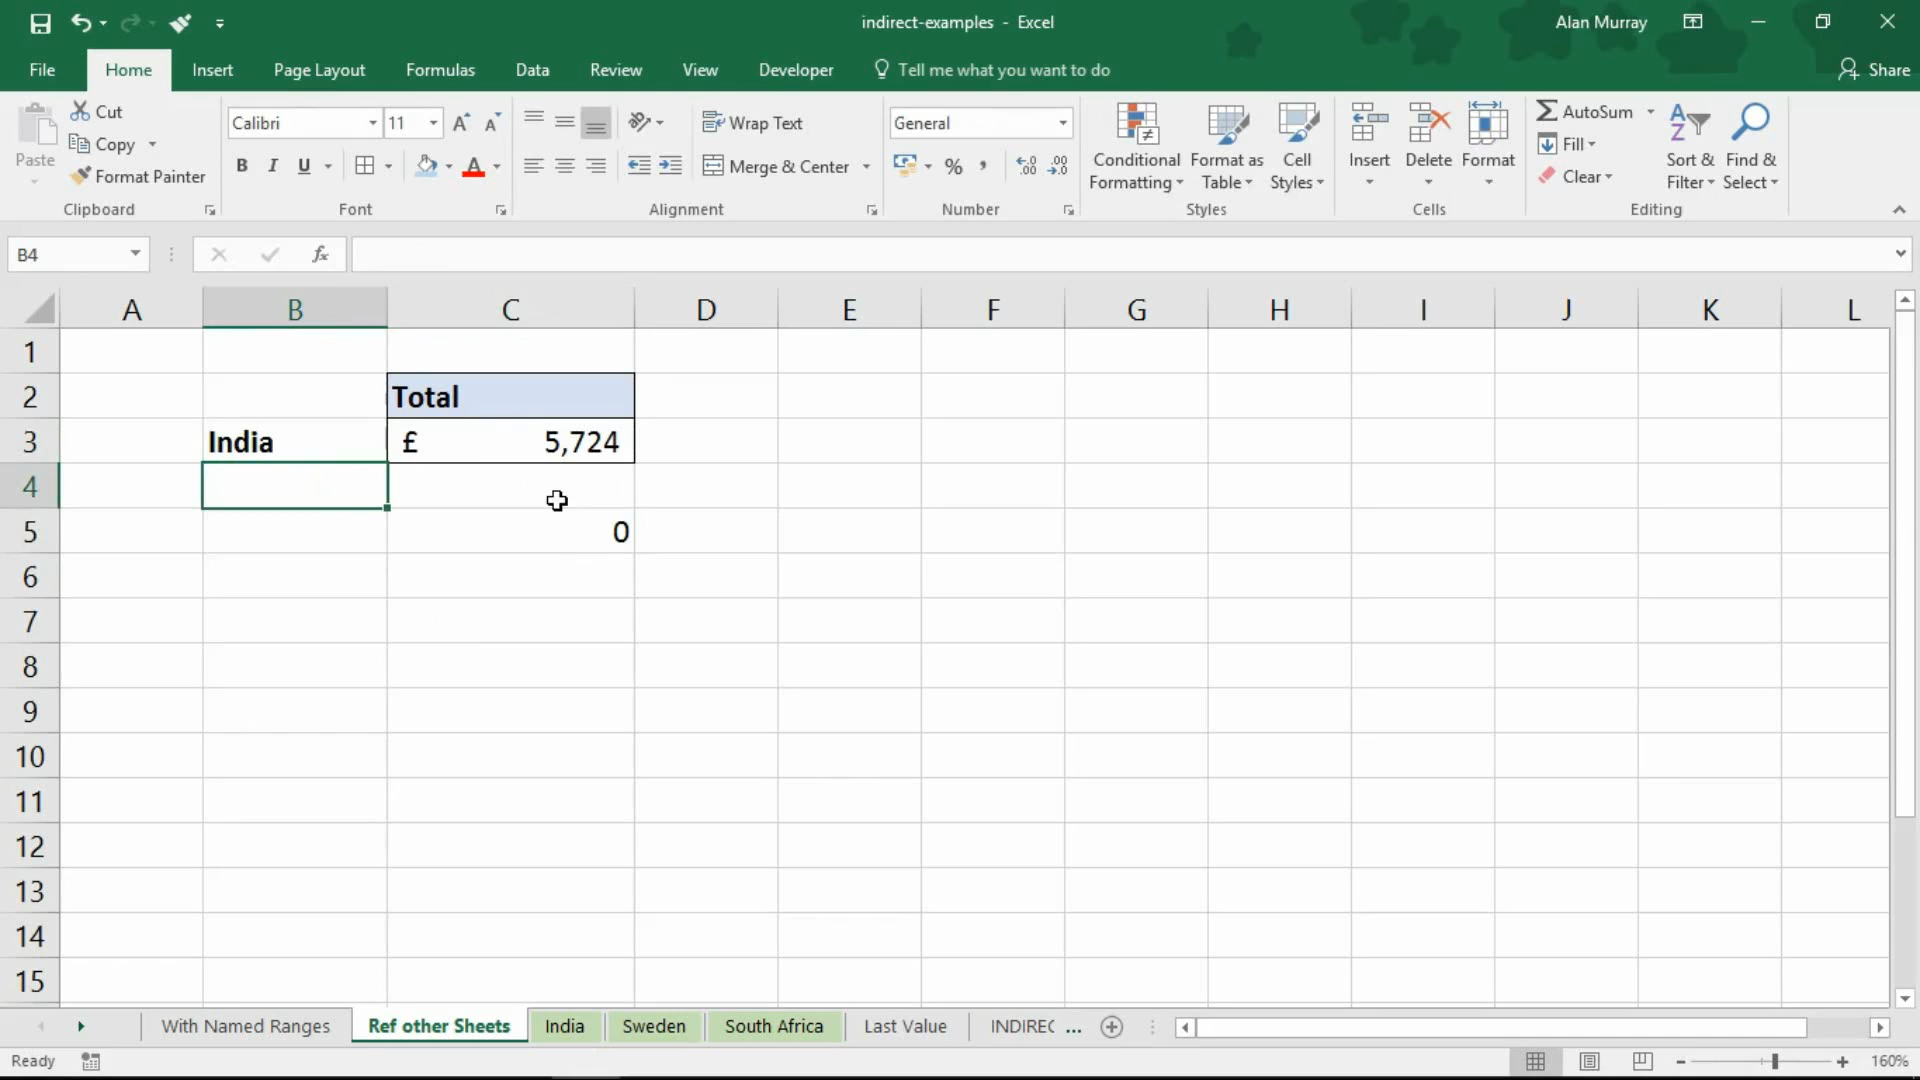 indirect-examples - Excel
Alan Murray
File Home Insert Page Layout Formulas Data Review View Developer Tell me what you want to do Share
Paste
Cut
Copy
Format Painter
Clipboard
Calibri 11
B I U A
Font
Wrap Text
Merge & Center
Alignment
General
%
Number
Conditional Formatting
Format as Table
Cell Styles
Styles
Insert
Delete
Format
Cells
AutoSum
Fill
Clear
Sort & Filter
Find & Select
Editing
B4
fx
A B C D E F G H I J K L
1
2 Total
3 India £ 5,724
4
5 0
6
7
8
9
10
11
12
13
14
15
With Named Ranges Ref other Sheets India Sweden South Africa Last Value INDIREC ...
Ready
160%